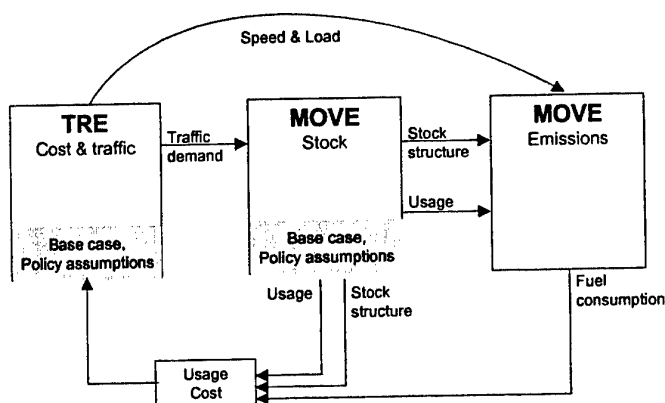 Speed & Load
TRE
Cost & traffic
Traffic
demand
MOVE
Stock
Stock
structure
Usage
MOVE
Emissions
Base case,
Policy assumptions
Base case,
Policy assumptions
Usage
Stock
structure
Fuel
consumption
Usage
Cost